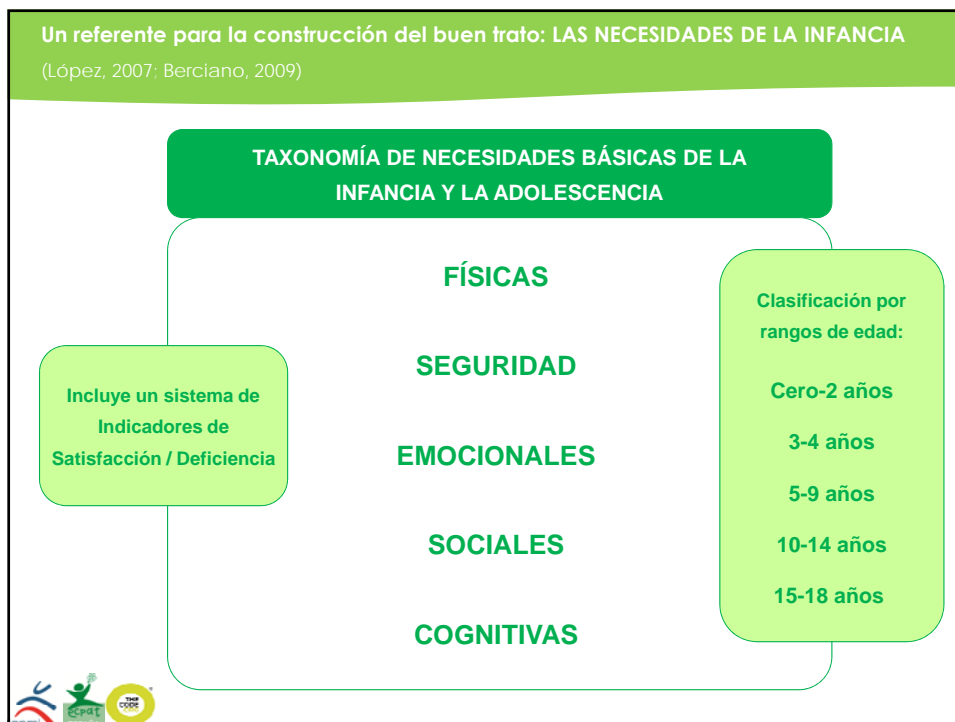 Un referente para la construcción del buen trato: LAS NECESIDADES DE LA INFANCIA
(López, 2007; Berciano, 2009)
TAXONOMÍA DE NECESIDADES BÁSICAS DE LA
INFANCIA Y LA ADOLESCENCIA
Incluye un sistema de
Indicadores de
Satisfacción / Deficiencia
FÍSICAS
SEGURIDAD
EMOCIONALES
SOCIALES
COGNITIVAS
Clasificación por
rangos de edad:
Cero-2 años
3-4 años
5-9 años
10-14 años
15-18 años
ecpat
THE
CODE